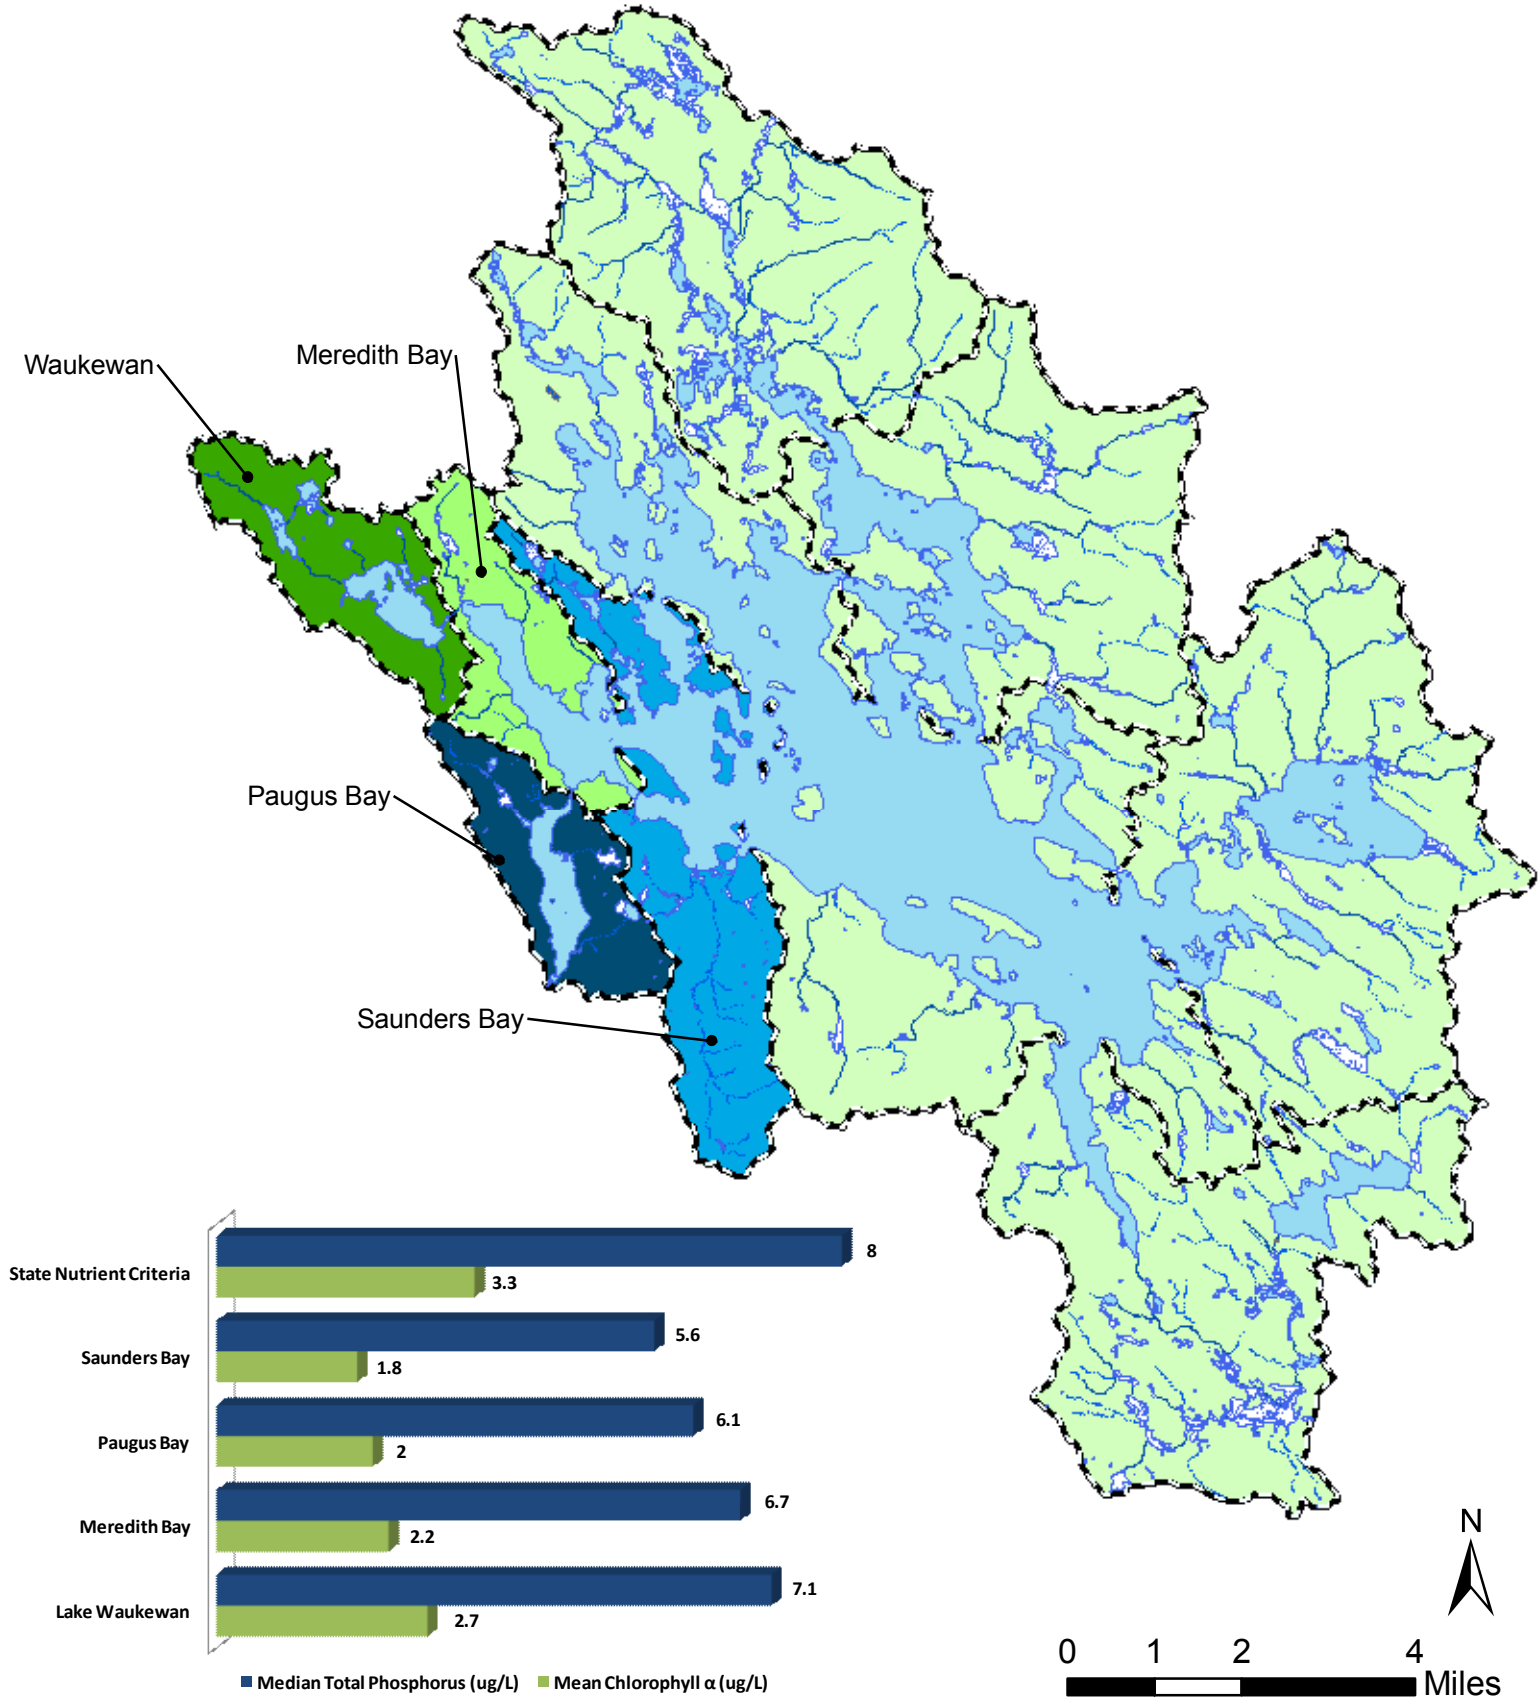 Waukewan
Meredith Bay
Paugus Bay
Saunders Bay
State Nutrient Criteria
8
3.3
Saunders Bay
5.6
1.8
Paugus Bay
6.1
2
Meredith Bay
6.7
2.2
Lake Waukewan
7.1
2.7
Median Total Phosphorus (ug/L) Mean Chlorophyll α (ug/L)
N
0 1 2 4
Miles